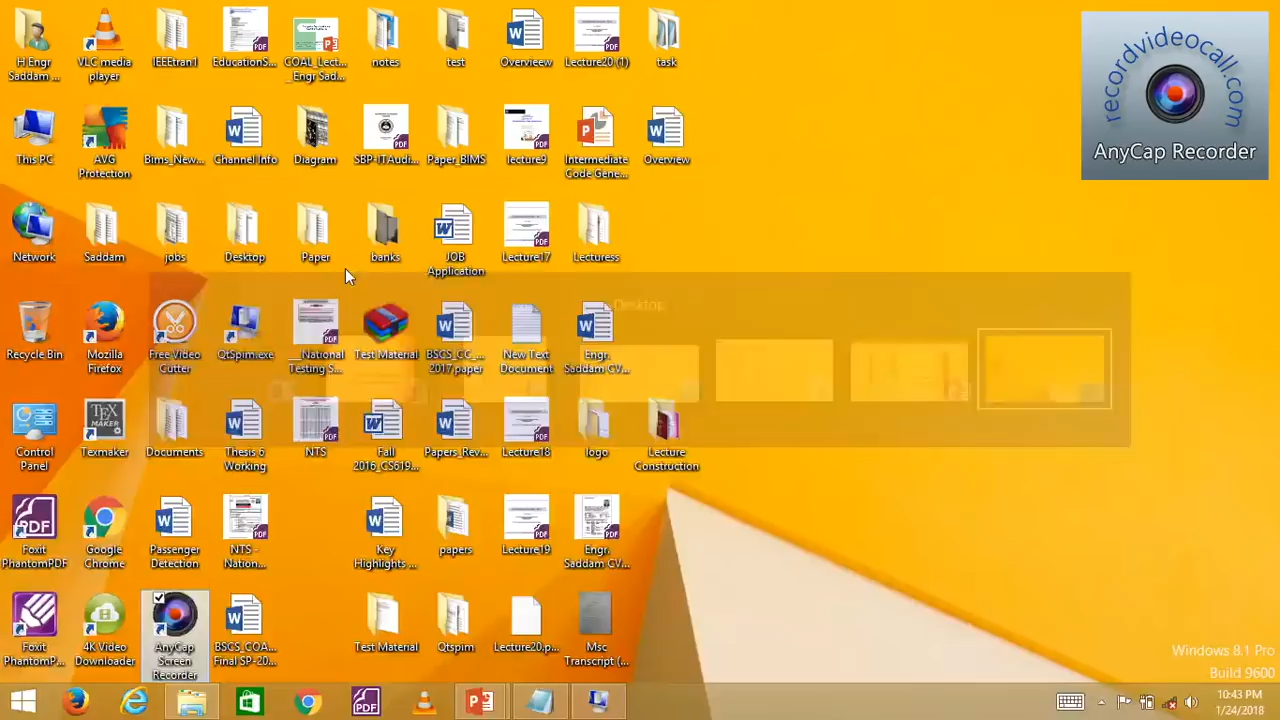 H Engr
Saddam ...
VLC media
player
IEEEtran1
EducationS...
COAL_Lect...
_Engr Sad...
notes
test
Overvieew
Lecture20 (1)
task
This PC
AVG
Protection
Bims_New...
Channel Info
Diagram
SBP-ITAudi...
Paper_BIMS
lecture9
Intermediate
Code Gene...
Overview
Network
Saddam
jobs
Desktop
Paper
banks
JOB
Application
Lecture17
Lecturess
Recycle Bin
Mozilla
Firefox
Free Video
Cutter
QtSpim.exe
__National
Testing S...
Test Material
BSCS_CC_...
2017 paper
New Text
Document
Engr.
Saddam CV...
Desktop
Control
Panel
Texmaker
Documents
Thesis 6
Working
NTS
Fall
2016_CS619...
Papers_Rev...
Lecture18
logo
Lecture
Construction
Foxit
PhantomPDF
Google
Chrome
Passenger
Detection
NTS -
Nation...
Key
Highlights ...
papers
Lecture19
Engr.
Saddam CV...
Foxit
PhantomP...
4K Video
Downloader
AnyCap
Screen
Recorder
BSCS_COA...
Final SP-20...
Test Material
Qtspim
Lecture20.p...
Msc
Transcript (...
recordvideocall.com
AnyCap Recorder
Windows 8.1 Pro
Build 9600
10:43 PM
1/24/2018